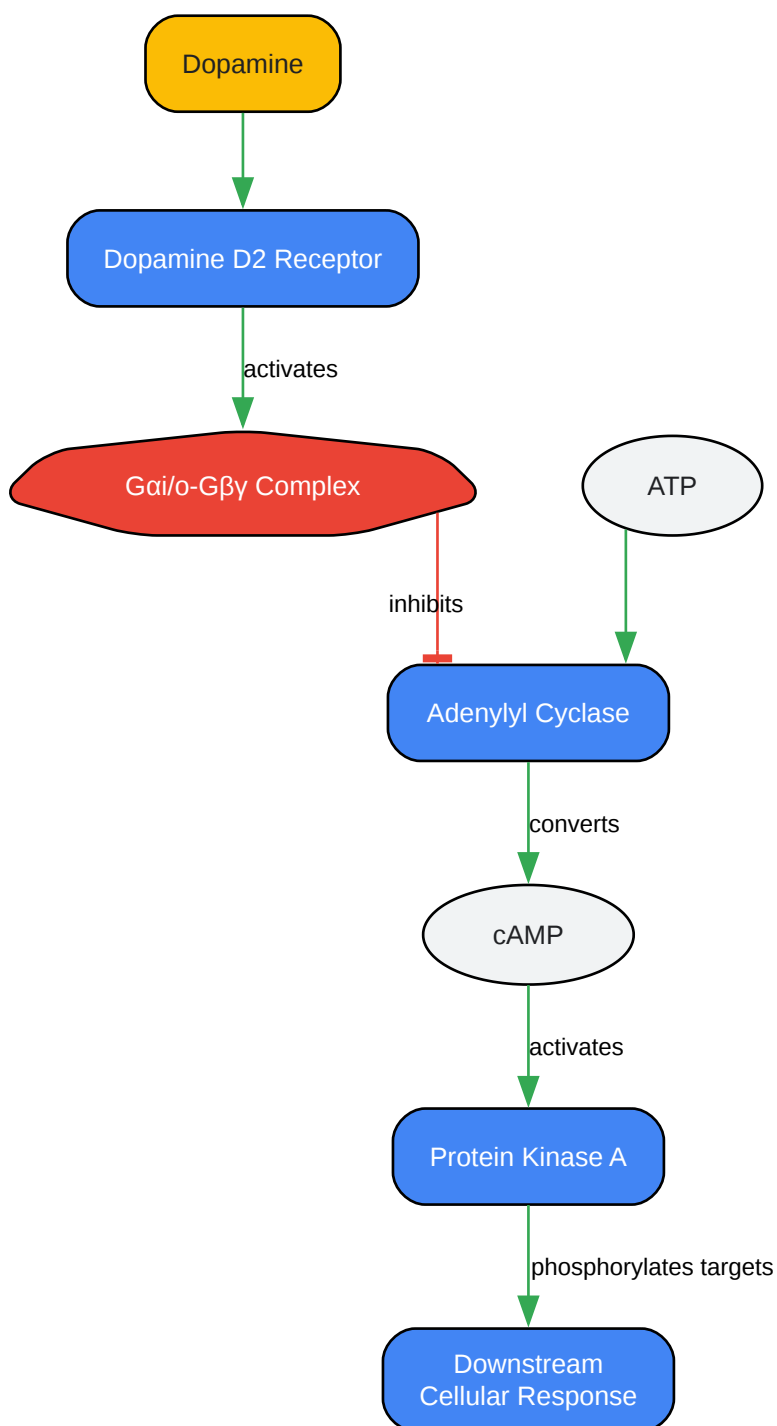 Dopamine
Dopamine D2 Receptor
activates
Gαi/o-Gβγ Complex
ATP
inhibits
Adenylyl Cyclase
converts
cAMP
activates
Protein Kinase A
phosphorylates targets
Downstream
Cellular Response